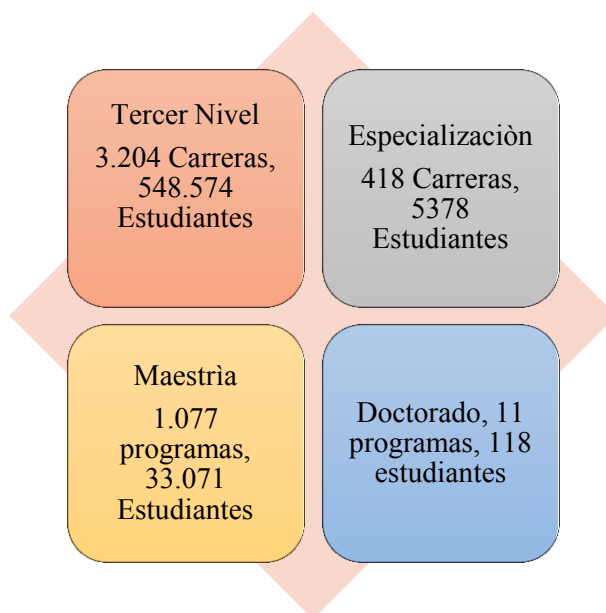 Tercer Nivel
3.204 Carreras,
548.574
Estudiantes
Especializaciòn
418 Carreras,
5378
Estudiantes
Maestrìa
1.077
programas,
33.071
Estudiantes
Doctorado, 11
programas, 118
estudiantes